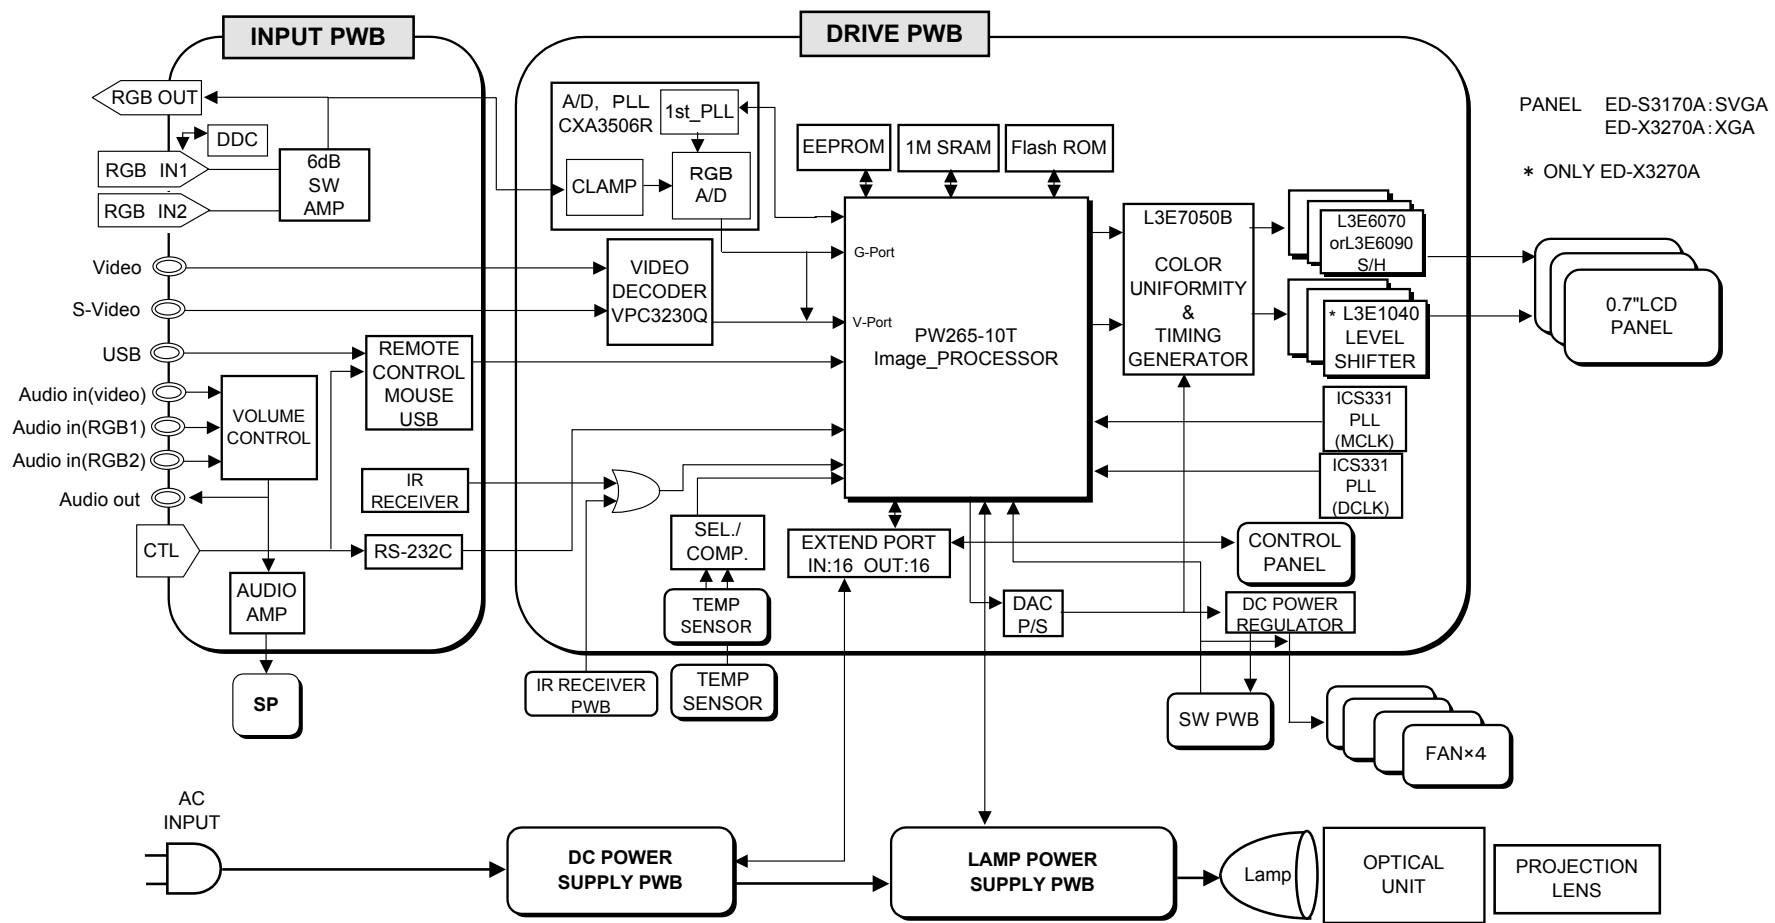 INPUT PWB
DRIVE PWB
RGB OUT
DDC
RGB IN1
RGB IN2
6dB
SW
AMP
Video
S-Video
USB
Audio in(video)
Audio in(RGB1)
Audio in(RGB2)
Audio out
CTL
VOLUME
CONTROL
REMOTE
CONTROL
MOUSE
USB
IR
RECEIVER
RS-232C
AUDIO
AMP
SP
A/D, PLL
CXA3506R
1st_PLL
CLAMP
RGB
A/D
VIDEO
DECODER
VPC3230Q
EEPROM
1M SRAM
Flash ROM
G-Port
V-Port
PW265-10T
Image_PROCESSOR
L3E7050B
COLOR
UNIFORMITY
&
TIMING
GENERATOR
L3E6070
orL3E6090
S/H
* L3E1040
LEVEL
SHIFTER
0.7"LCD
PANEL
PANEL ED-S3170A:SVGA
ED-X3270A:XGA
* ONLY ED-X3270A
ICS331
PLL
(MCLK)
ICS331
PLL
(DCLK)
SEL./
COMP.
EXTEND PORT
IN:16 OUT:16
CONTROL
PANEL
TEMP
SENSOR
TEMP
SENSOR
IR RECEIVER
PWB
DAC
P/S
DC POWER
REGULATOR
SW PWB
FAN×4
AC
INPUT
DC POWER
SUPPLY PWB
LAMP POWER
SUPPLY PWB
Lamp
OPTICAL
UNIT
PROJECTION
LENS